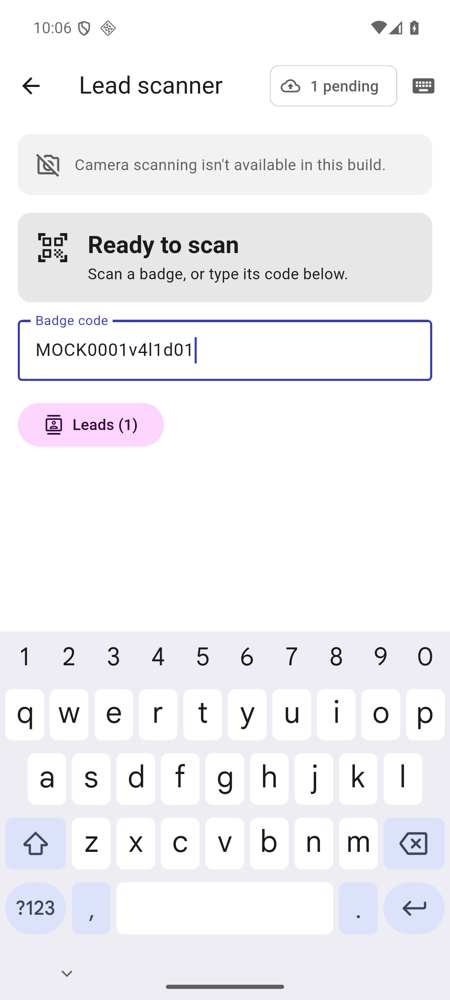 10:06
Lead scanner
1 pending
Camera scanning isn't available in this build.
Ready to scan
Scan a badge, or type its code below.
Badge code
MOCK0001v4l1d01
Leads (1)
1 2 3 4 5 6 7 8 9 0
q w e r t y u i o p
a s d f g h j k l
z x c v b n m
?123 , .